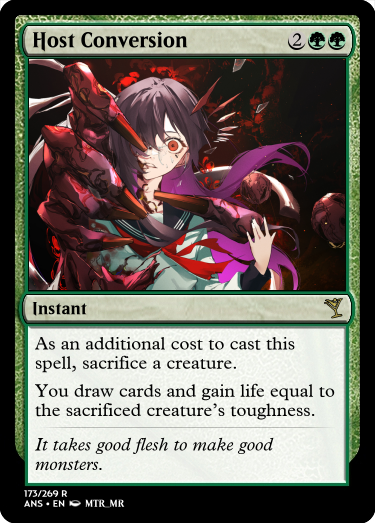 Host Conversion 2
Instant
As an additional cost to cast this
spell, sacrifice a creature.
You draw cards and gain life equal to
the sacrificed creature's toughness.
It takes good flesh to make good
monsters.
173/269 R
ANS • EN MTR_MR